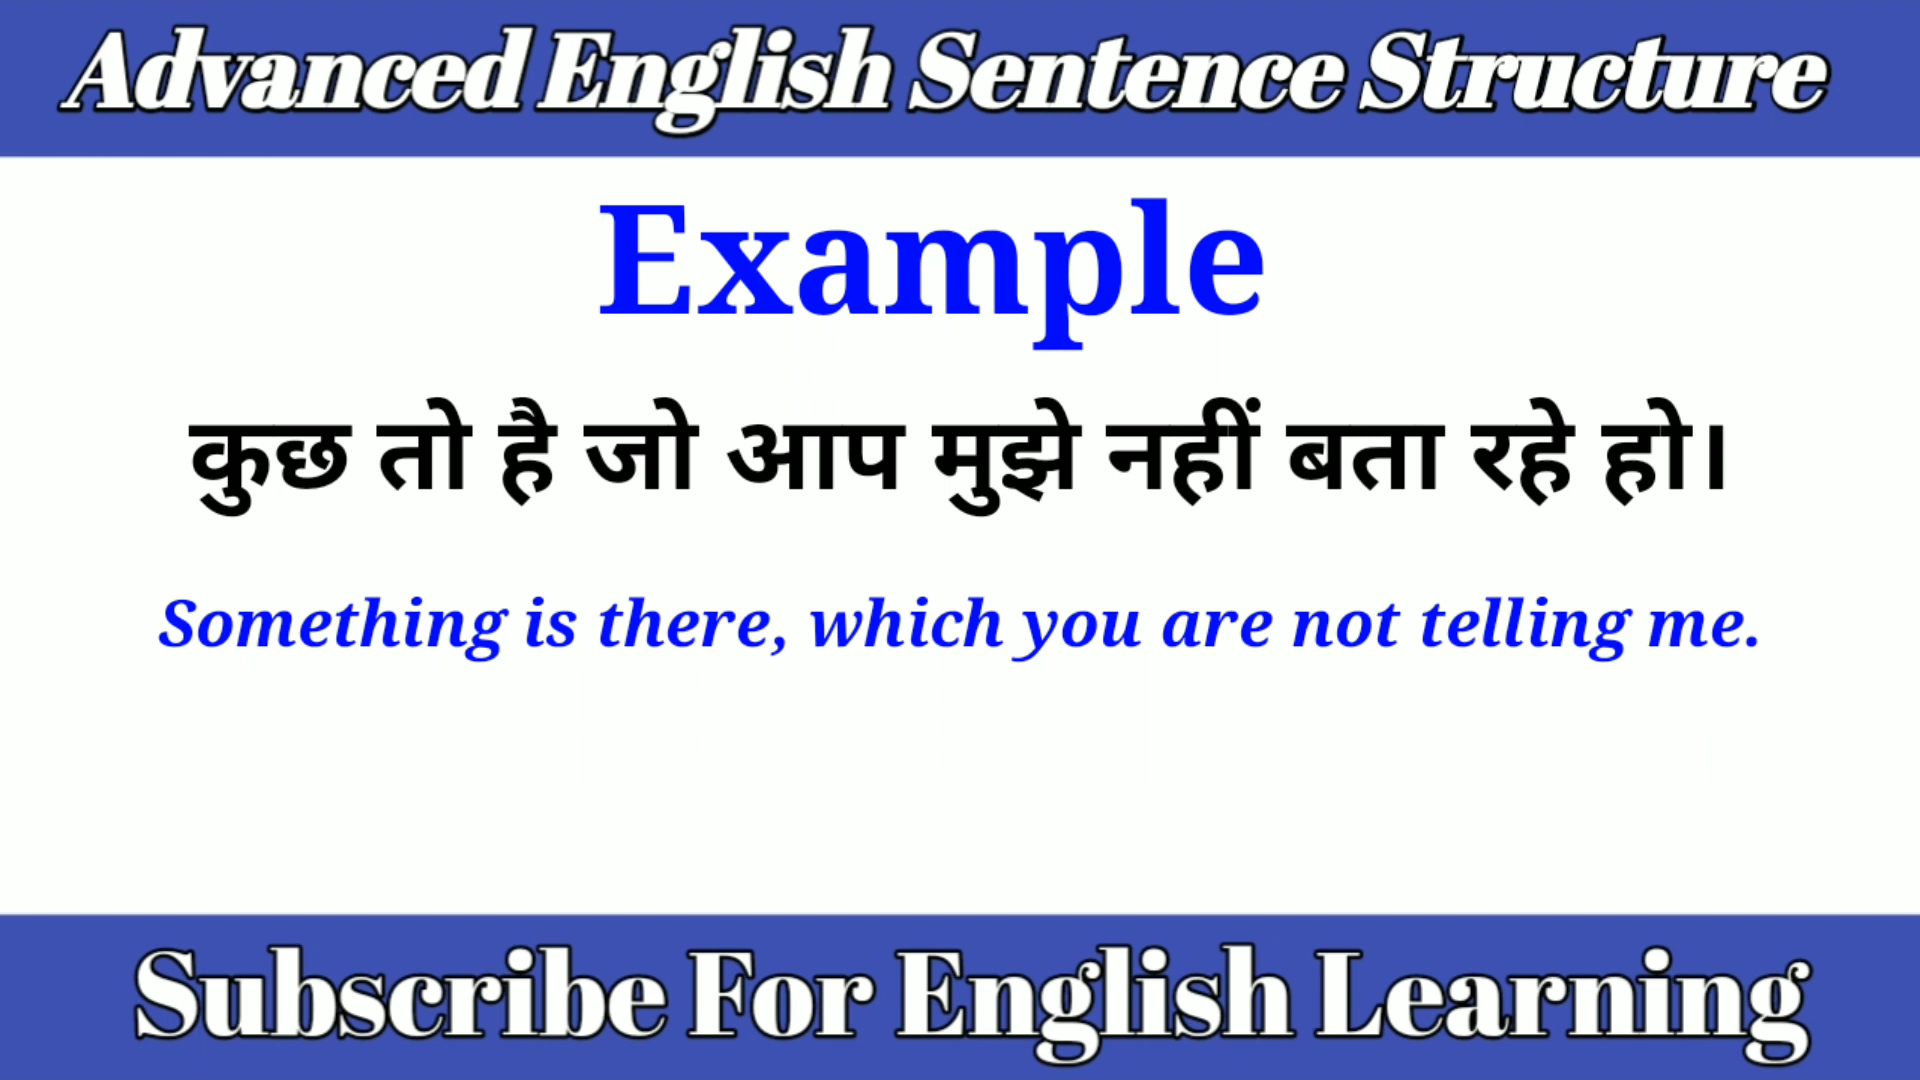 Advanced English Sentence Structure
Example
कुछ तो है जो आप मुझे नहीं बता रहे हो।
Something is there, which you are not telling me.
Subscribe For English Learning